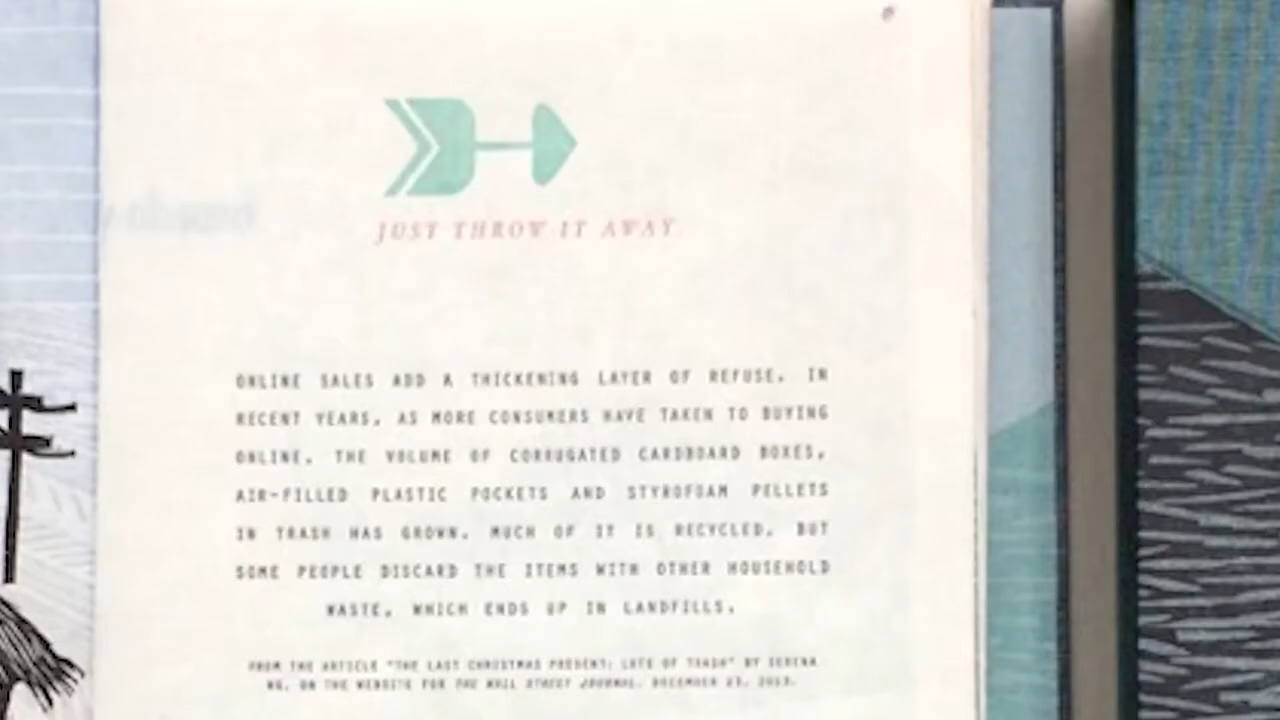 JUST THROW IT AWAY
ONLINE SALES ADD A THICKENING LAYER OF REFUSE. IN
RECENT YEARS, AS MORE CONSUMERS HAVE TAKEN TO BUYING
ONLINE, THE VOLUME OF CORRUGATED CARDBOARD BOXES,
AIR-FILLED PLASTIC POCKETS AND STYROFOAM PELLETS
IN TRASH HAS GROWN. MUCH OF IT IS RECYCLED, BUT
SOME PEOPLE DISCARD THE ITEMS WITH OTHER HOUSEHOLD
WASTE, WHICH ENDS UP IN LANDFILLS.
FROM THE ARTICLE "THE LAST CHRISTMAS PRESENT: LOTS OF TRASH" BY SERENA
NG, ON THE WEBSITE FOR THE WALL STREET JOURNAL, DECEMBER 23, 2013.